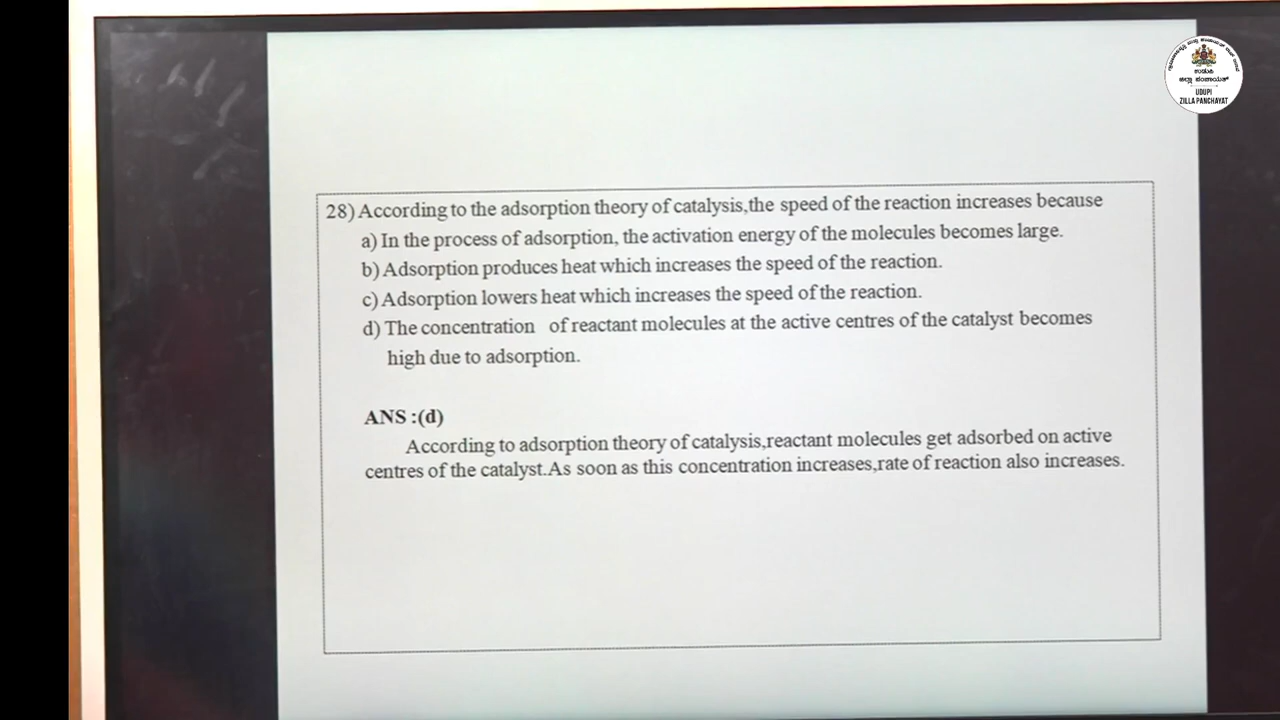 ಉಡುಪಿ
ಜಿಲ್ಲಾ ಪಂಚಾಯತ್
UDUPI
ZILLA PANCHAYAT
28) According to the adsorption theory of catalysis,the speed of the reaction increases because
a) In the process of adsorption, the activation energy of the molecules becomes large.
b) Adsorption produces heat which increases the speed of the reaction.
c) Adsorption lowers heat which increases the speed of the reaction.
d) The concentration of reactant molecules at the active centres of the catalyst becomes
high due to adsorption.
ANS :(d)
According to adsorption theory of catalysis,reactant molecules get adsorbed on active
centres of the catalyst.As soon as this concentration increases,rate of reaction also increases.